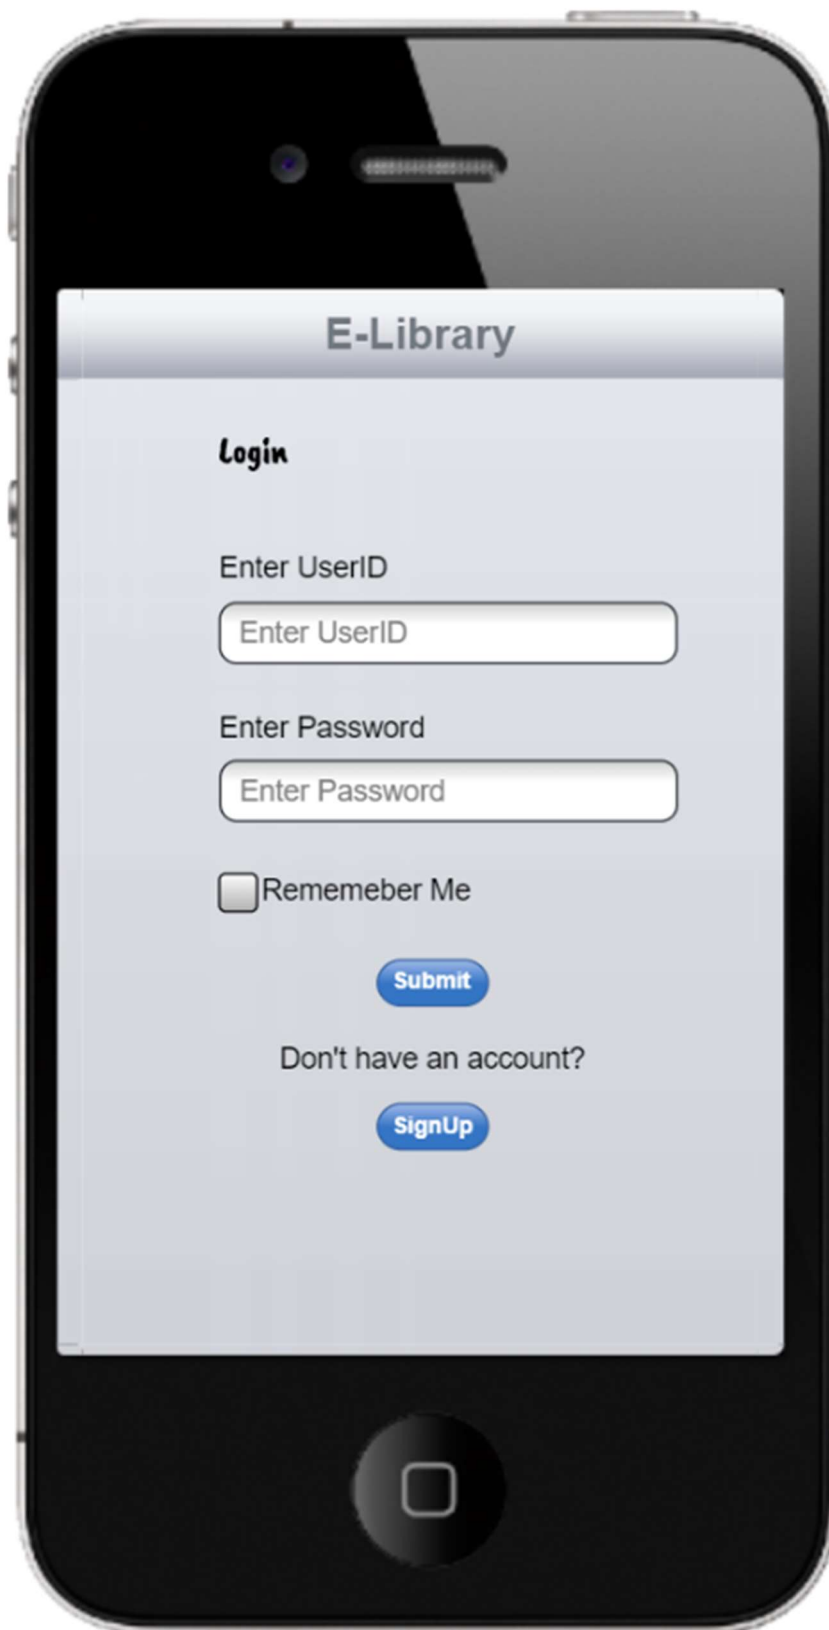 E-Library
Login
Enter UserID
Enter UserID
Enter Password
Enter Password
Rememeber Me
Submit
Don't have an account?
SignUp